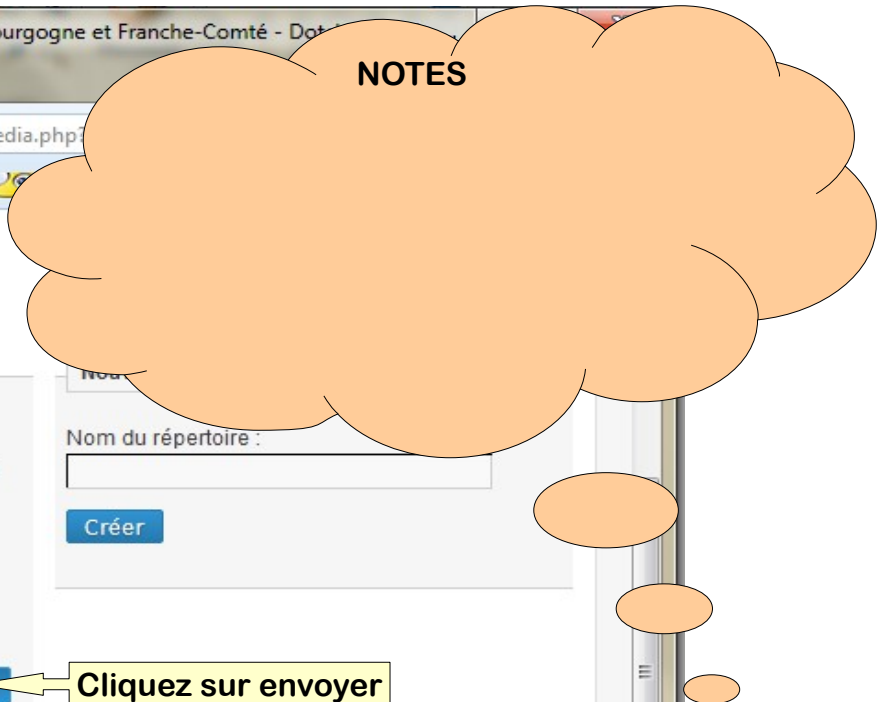 ourgogne et Franche-Comté - Dot
NOTES
edia.php?
Nom du répertoire :
Créer
Cliquez sur envoyer